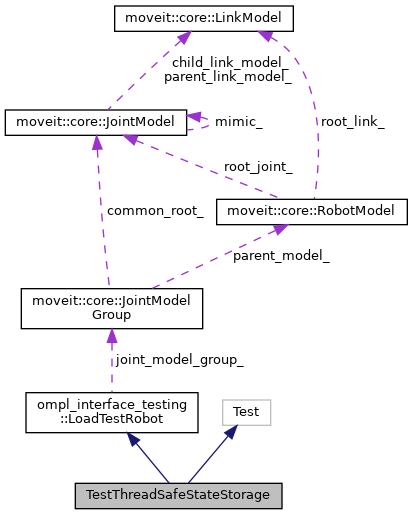 moveit::core::LinkModel
child_link_model_
parent_link_model_
moveit::core::JointModel
mimic_
root_link_
root_joint_
common_root_
moveit::core::RobotModel
parent_model_
moveit::core::JointModel
Group
joint_model_group_
ompl_interface_testing
::LoadTestRobot
Test
TestThreadSafeStateStorage